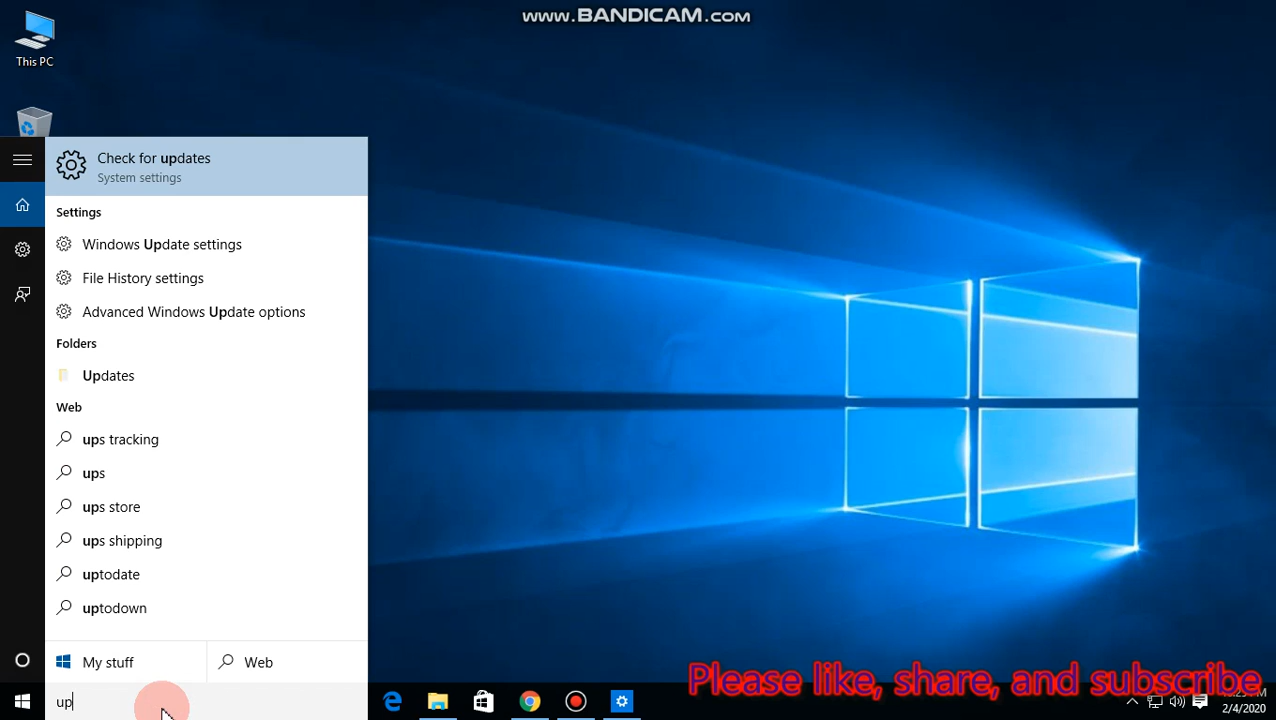 WWW.BANDICAM.COM
This PC
Check for updates
System settings
Settings
Windows Update settings
File History settings
Advanced Windows Update options
Folders
Updates
Web
ups tracking
ups
ups store
ups shipping
uptodate
uptodown
My stuff
Web
up
Please like, share, and subscribe
2/4/2020